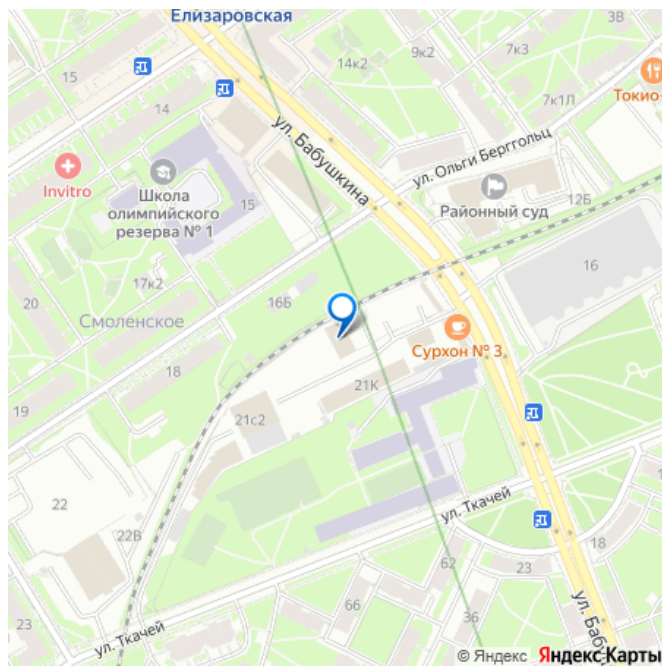 Елизаровская
3В
9к2
7к3
14к2
15
14
7к1Л
Токио-
ул. Бабушкина
ул. Ольги Берггольц
Invitro
Школа
олимпийского
резерва № 1
15
Районный суд
12Б
17к2
16Б
16
20
Смоленское
18
Сурхон № 3
21К
19
21с2
22
22В
ул. Ткачей
18
62
23
66
36
ул. Ткачей
ул. Баб
© Яндекс Яндекс Карты